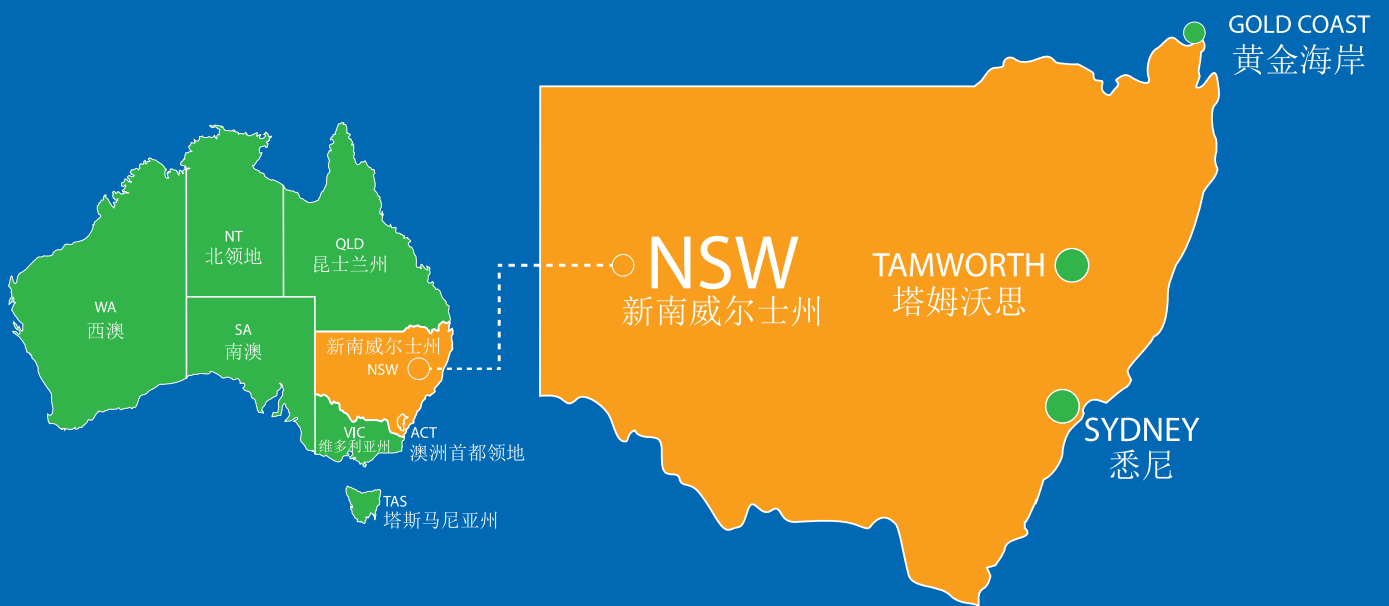 WA
西澳
NT
北领地
QLD
昆士兰州
SA
南澳
新南威尔士州
NSW
VIC
维多利亚州
ACT
澳洲首都领地
TAS
塔斯马尼亚州
NSW
新南威尔士州
GOLD COAST
黄金海岸
TAMWORTH
塔姆沃思
SYDNEY
悉尼